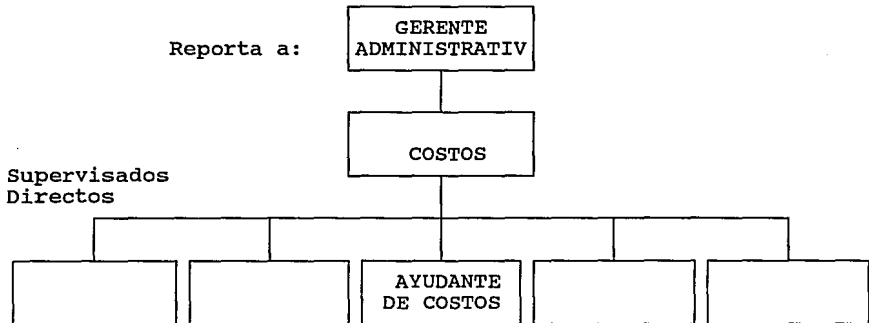 GERENTE
Reporta a: ADMINISTRATIV
COSTOS
Supervisados
Directos
AYUDANTE
DE COSTOS